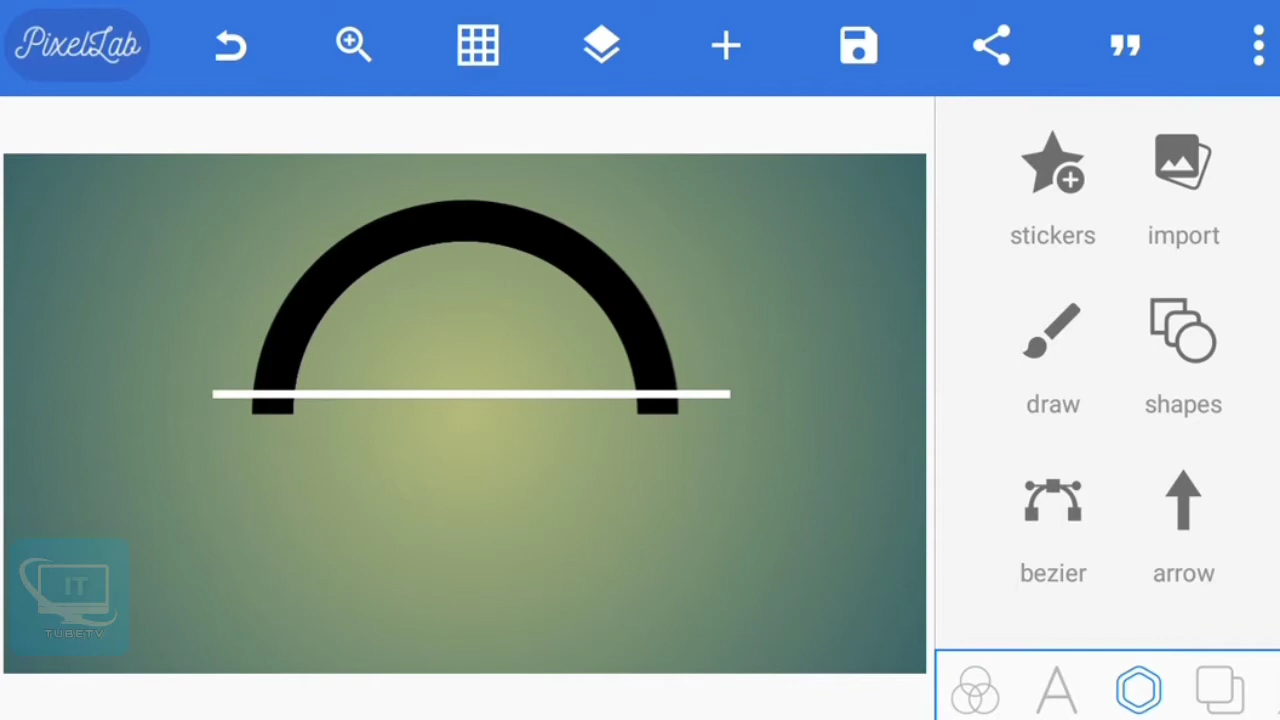 PixelLab
stickers
import
draw
shapes
bezier
arrow
IT
TUBETV